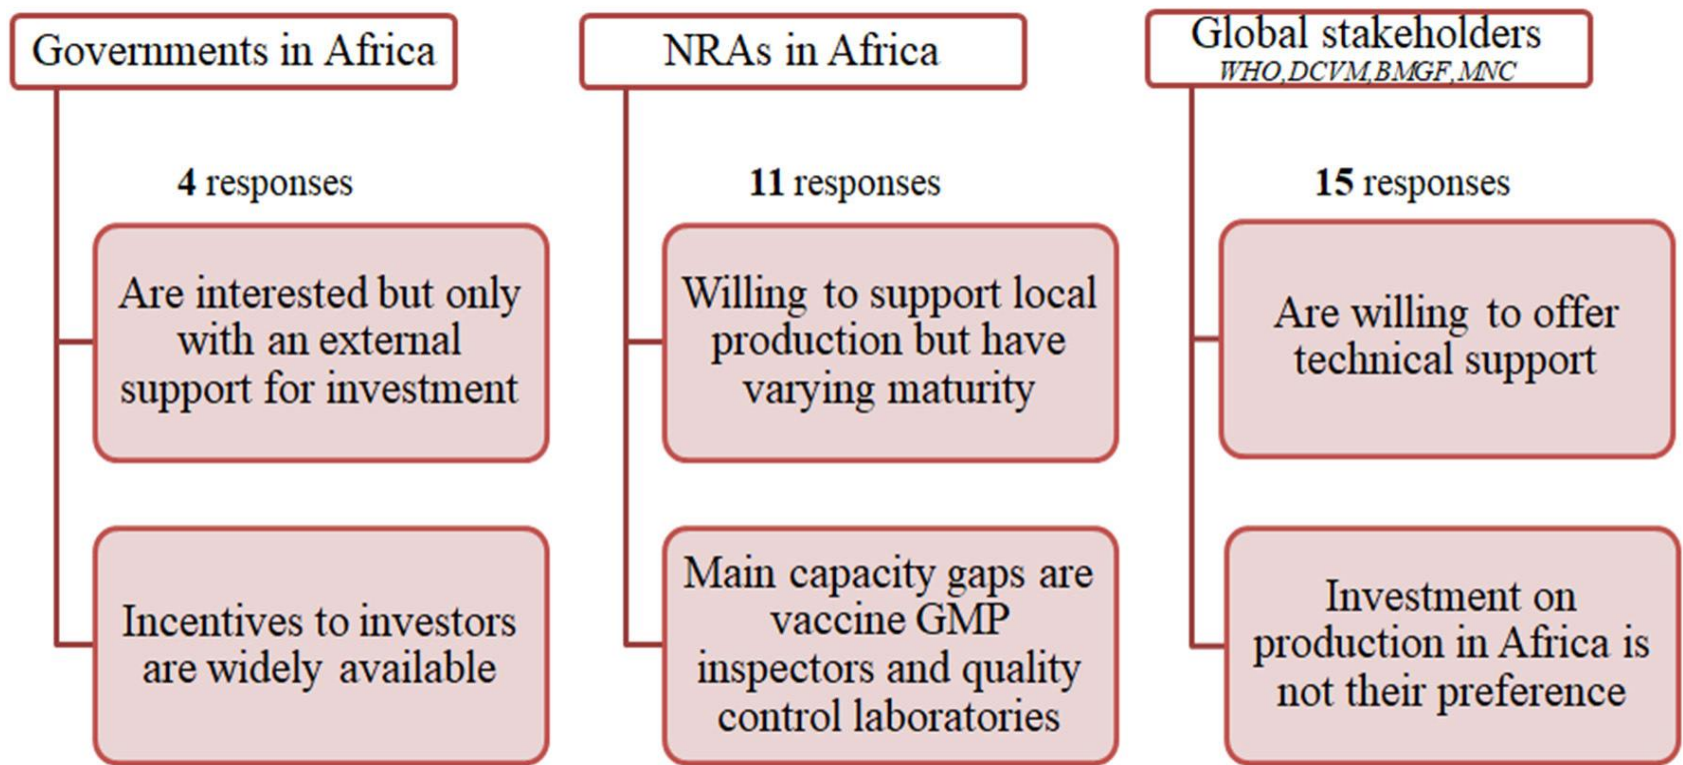 Governments in Africa
4 responses
Are interested but only
with an external
support for investment
Incentives to investors
are widely available
NRAs in Africa
11 responses
Willing to support local
production but have
varying maturity
Main capacity gaps are
vaccine GMP
inspectors and quality
control laboratories
Global stakeholders
WHO,DCVM,BMGF,MNC
15 responses
Are willing to offer
technical support
Investment on
production in Africa is
not their preference